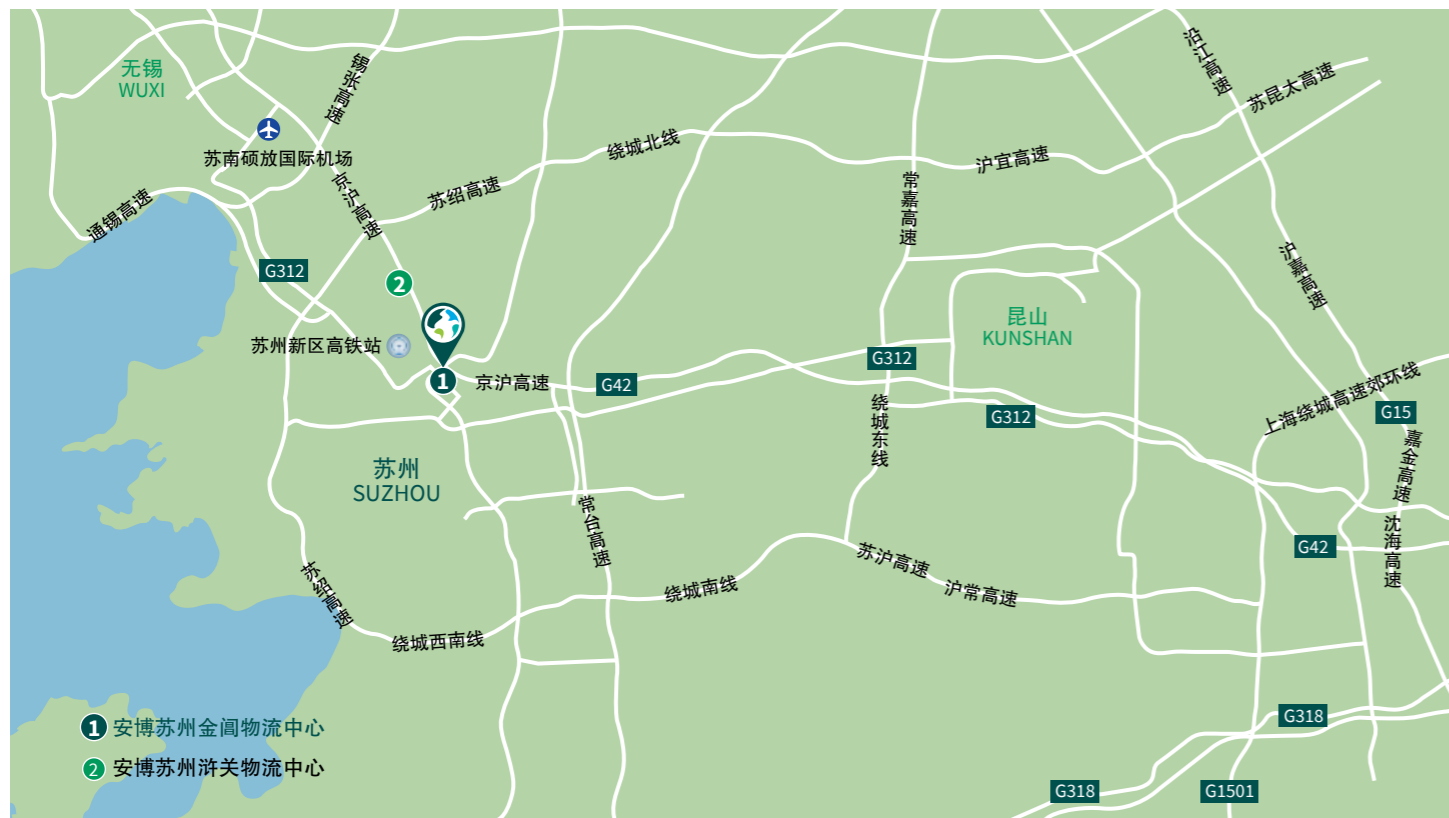 无锡
WUXI
锡张高速
沿江高速
苏昆太高速
苏南硕放国际机场
绕城北线
沪宜高速
京沪高速
苏绍高速
常嘉高速
通锡高速
G312
2
沪嘉高速
昆山
KUNSHAN
苏州新区高铁站
1
京沪高速
G42
G312
上海绕城高速郊环线
G15
绕城东线
G312
嘉金高速
苏州
SUZHOU
常台高速
沈海高速
G42
苏绍高速
绕城南线
苏沪高速
沪常高速
绕城西南线
1 安博苏州金阊物流中心
2 安博苏州浒关物流中心
G318
G318
G1501